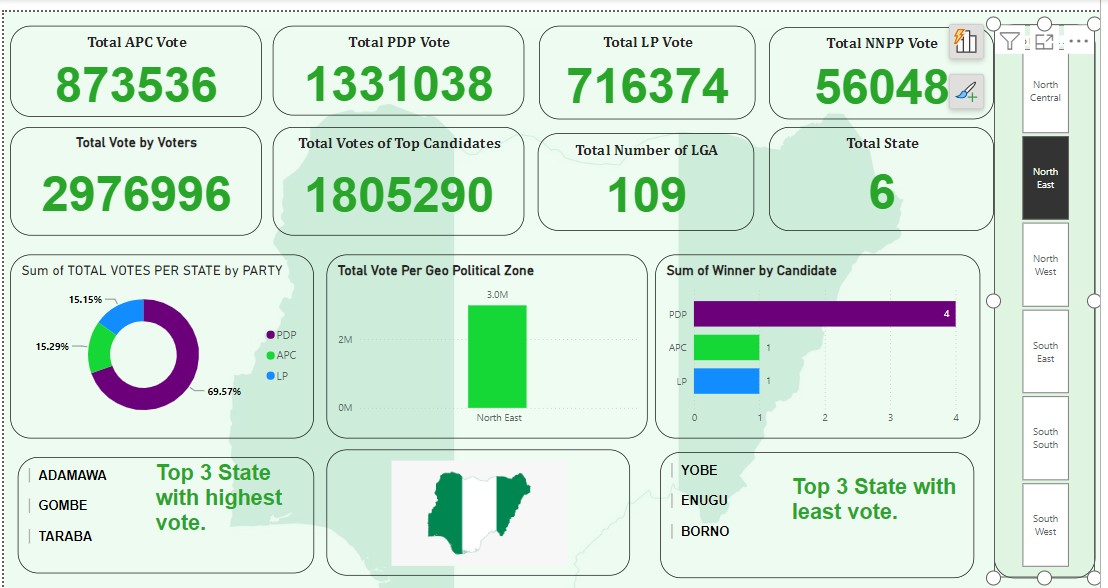 Total APC Vote
873536
Total PDP Vote
1331038
Total LP Vote
716374
Total NNPP Vote
56048
Total Vote by Voters
2976996
Total Votes of Top Candidates
1805290
Total Number of LGA
109
Total State
6
Sum of TOTAL VOTES PER STATE by PARTY
15.15%
15.29%
69.57%
PDP
APC
LP
Total Vote Per Geo Political Zone
3.0M
2M
0M
North East
Sum of Winner by Candidate
PDP
4
APC
1
LP
1
0
1
2
3
4
ADAMAWA
GOMBE
TARABA
Top 3 State
with highest
vote.
YOBE
ENUGU
BORNO
Top 3 State with
least vote.
North
Central
North
East
North
West
South
East
South
South
South
West